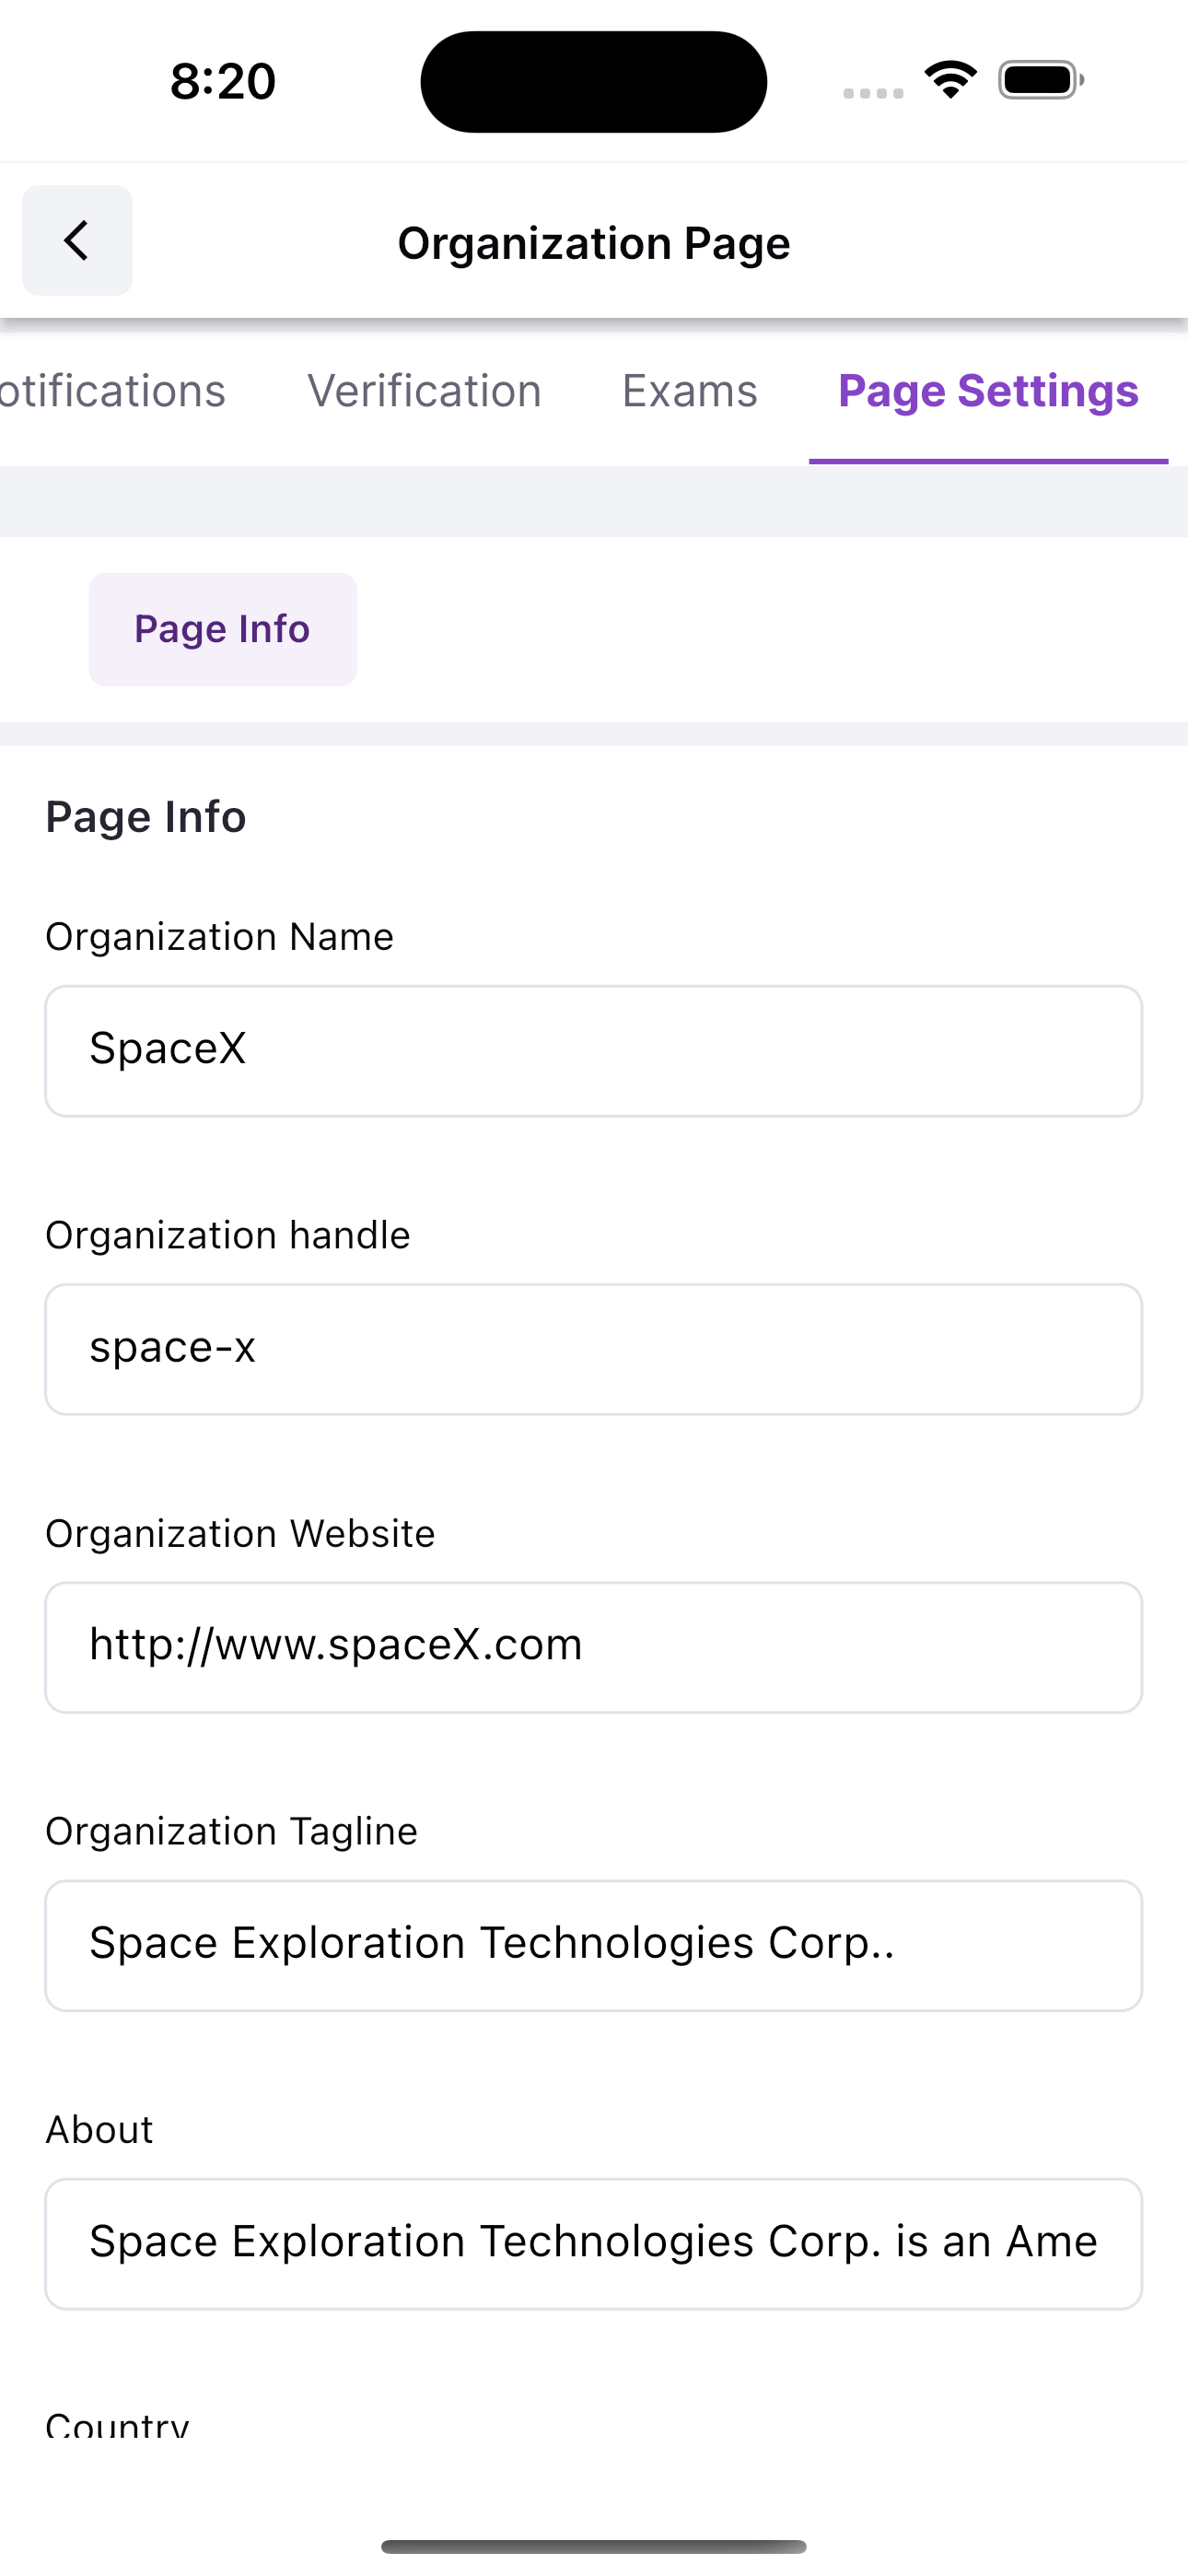 8:20
Organization Page
otifications Verification Exams Page Settings
Page Info
Page Info
Organization Name
SpaceX
Organization handle
space-x
Organization Website
http://www.spaceX.com
Organization Tagline
Space Exploration Technologies Corp..
About
Space Exploration Technologies Corp. is an Ame
Country